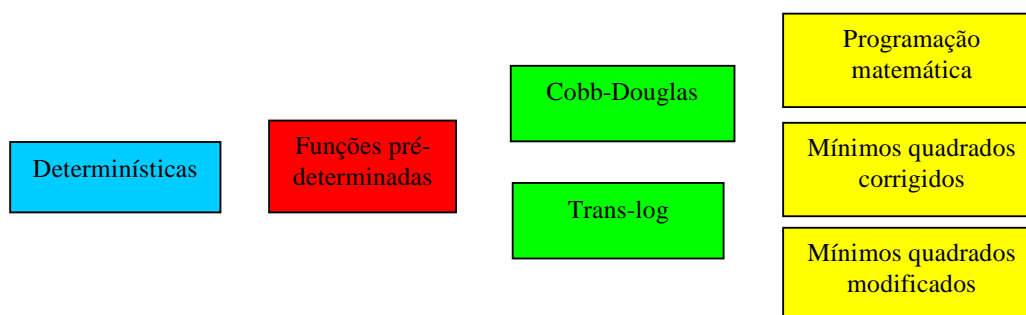 Determinísticas
Funções pré-
determinadas
Cobb-Douglas
Trans-log
Programação
matemática
Mínimos quadrados
corrigidos
Mínimos quadrados
modificados